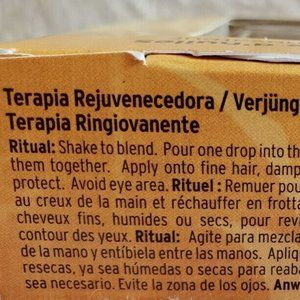 Terapia Rejuvenecedora / Verjüng
Terapia Ringiovanente
Ritual: Shake to blend. Pour one drop into th
them together. Apply onto fine hair, damp
protect. Avoid eye area. Rituel : Remuer pou
au creux de la main et réchauffer en frotta
cheveux fins, humides ou secs, pour reva
contour des yeux. Ritual: Agite para mezcla
de la mano y entíbiela entre las manos. Apliq
resecas, ya sea húmedas o secas para reab
sea necesario. Evite la zona de los ojos. Anw